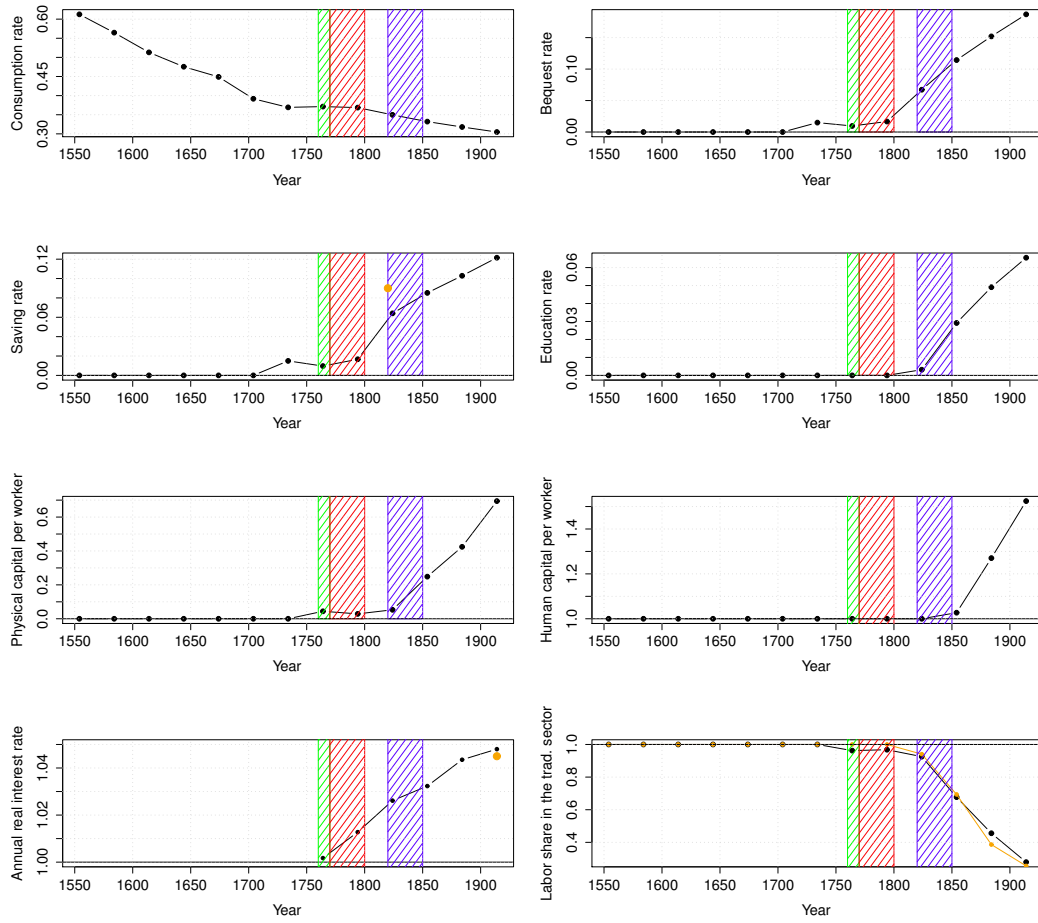 Consumption rate
0.30 0.45 0.60
1550 1600 1650 1700 1750 1800 1850 1900
Year
Bequest rate
0.00 0.10
1550 1600 1650 1700 1750 1800 1850 1900
Year
Saving rate
0.00 0.06 0.12
1550 1600 1650 1700 1750 1800 1850 1900
Year
Education rate
0.00 0.03 0.06
1550 1600 1650 1700 1750 1800 1850 1900
Year
Physical capital per worker
0.0 0.2 0.4 0.6
1550 1600 1650 1700 1750 1800 1850 1900
Year
Human capital per worker
1.0 1.2 1.4
1550 1600 1650 1700 1750 1800 1850 1900
Year
Annual real interest rate
1.00 1.02 1.04
1550 1600 1650 1700 1750 1800 1850 1900
Year
Labor share in the trad. sector
0.4 0.6 0.8 1.0
1550 1600 1650 1700 1750 1800 1850 1900
Year